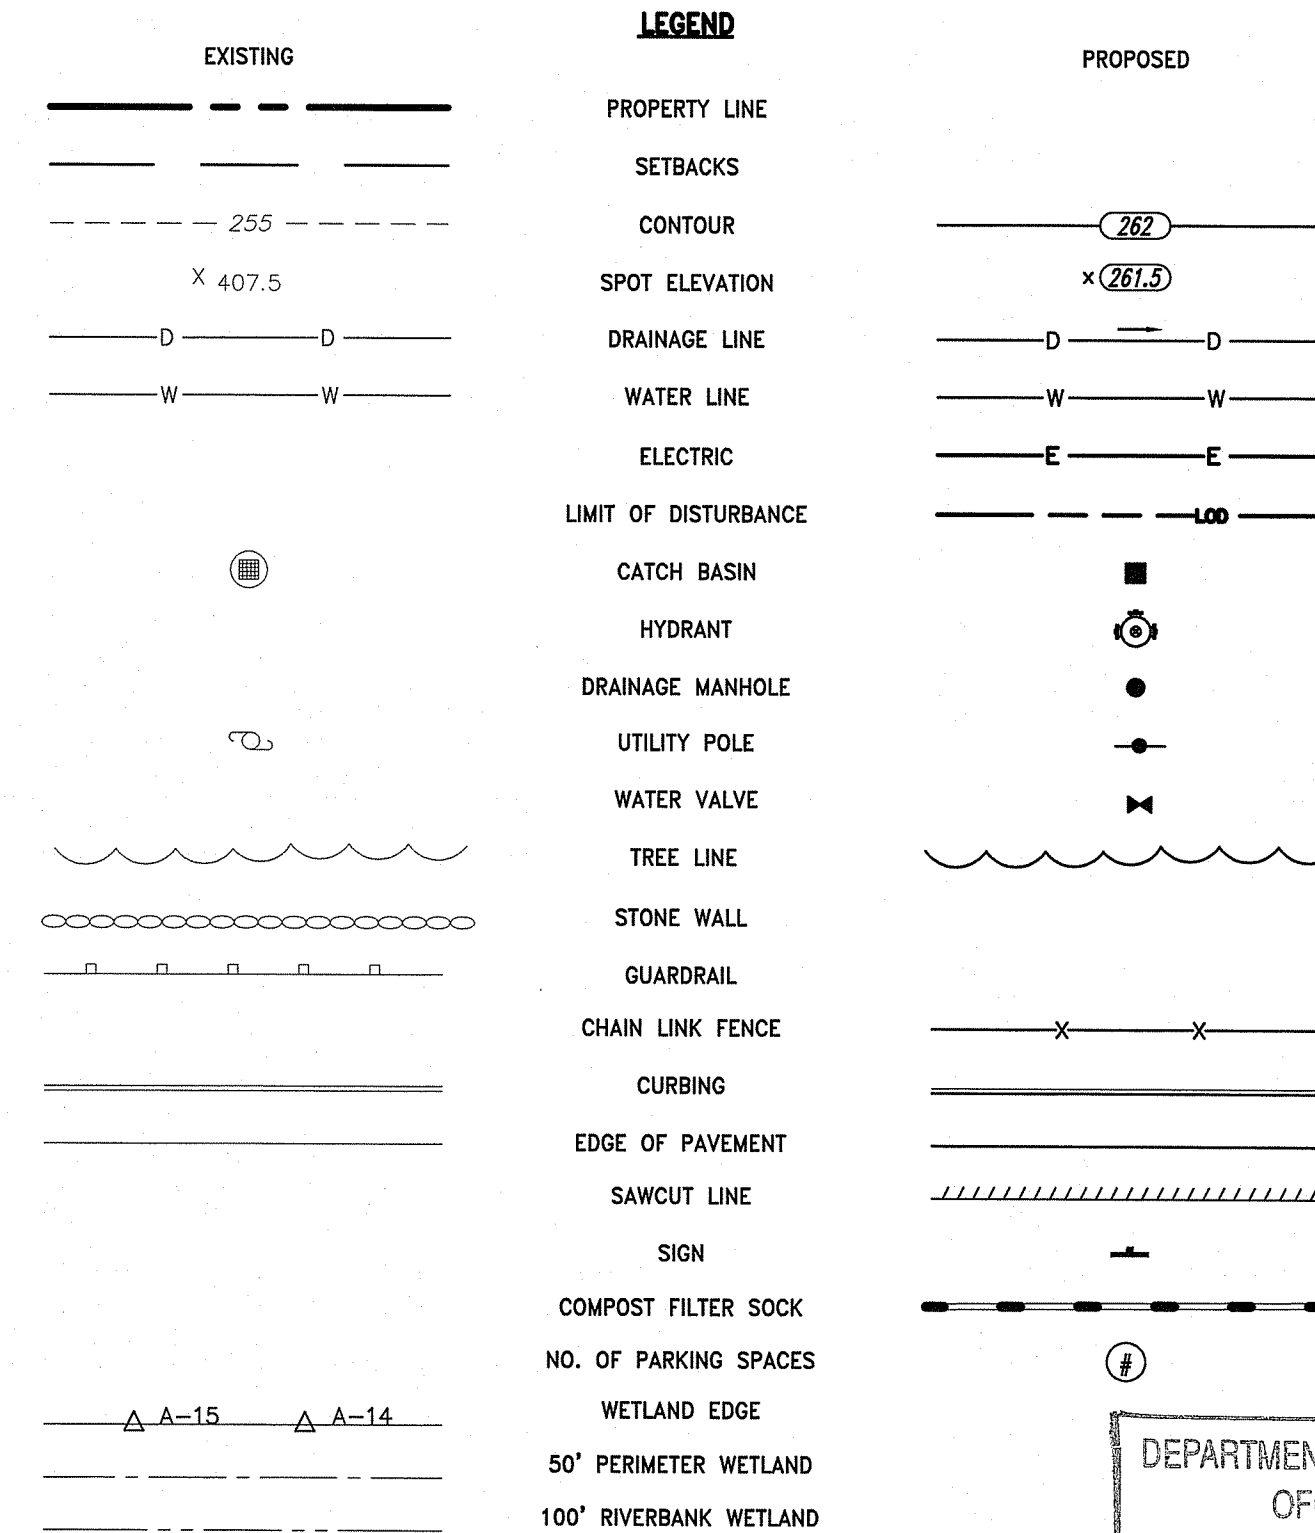 LEGEND
EXISTING PROPOSED
PROPERTY LINE
SETBACKS
255 CONTOUR 262
X 407.5 SPOT ELEVATION x 261.5
D D DRAINAGE LINE D D
W W WATER LINE W W
ELECTRIC E E
LIMIT OF DISTURBANCE LOD
CATCH BASIN
HYDRANT
DRAINAGE MANHOLE
UTILITY POLE
WATER VALVE
TREE LINE
STONE WALL
GUARDRAIL
CHAIN LINK FENCE X X
CURBING
EDGE OF PAVEMENT
SAWCUT LINE
SIGN
COMPOST FILTER SOCK
NO. OF PARKING SPACES #
A-15 A-14 WETLAND EDGE
50' PERIMETER WETLAND
100' RIVERBANK WETLAND